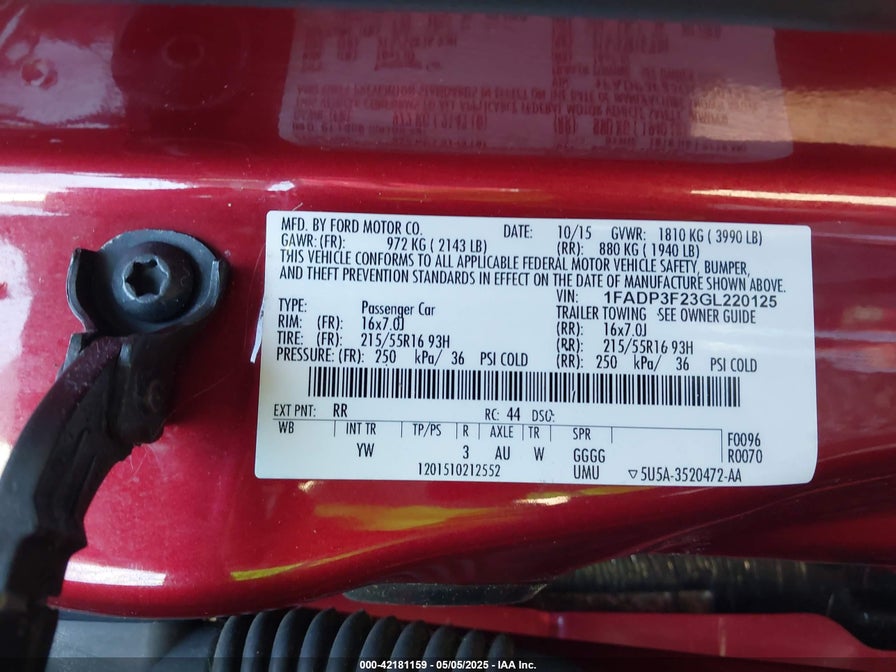 MFD. BY FORD MOTOR CO. DATE: 10/15 GVWR: 1810 KG ( 3990 LB)
GAWR: (FR): 972 KG ( 2143 LB) (RR): 880 KG ( 1940 LB)
THIS VEHICLE CONFORMS TO ALL APPLICABLE FEDERAL MOTOR VEHICLE SAFETY, BUMPER,
AND THEFT PREVENTION STANDARDS IN EFFECT ON THE DATE OF MANUFACTURE SHOWN ABOVE.
VIN: 1FADP3F23GL220125
TYPE: Passenger Car TRAILER TOWING -SEE OWNER GUIDE
RIM: (FR): 16x7.0J (RR): 16x7.0J
TIRE: (FR): 215/55R16 93H (RR): 215/55R16 93H
PRESSURE: (FR): 250 kPa/ 36 PSI COLD (RR): 250 kPa/ 36 PSI COLD
EXT PNT: RR RC: 44 DSO:
WB INT TR TP/PS R AXLE TR SPR F0096
YW 3 AU W GGGG R0070
1201510212552 UMU ▽5U5A-3520472-AA
000-42181159 - 05/05/2025 - IAA Inc.